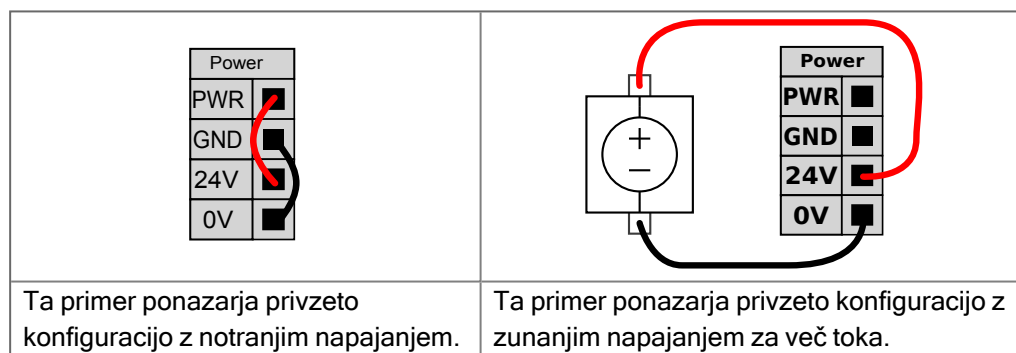 Power
PWR
GND
24V
0V
Power
PWR
GND
24V
0V
+
−
Ta primer ponazarja privzeto
konfiguracijo z notranjim napajanjem.
Ta primer ponazarja privzeto konfiguracijo z
zunanjim napajanjem za več toka.